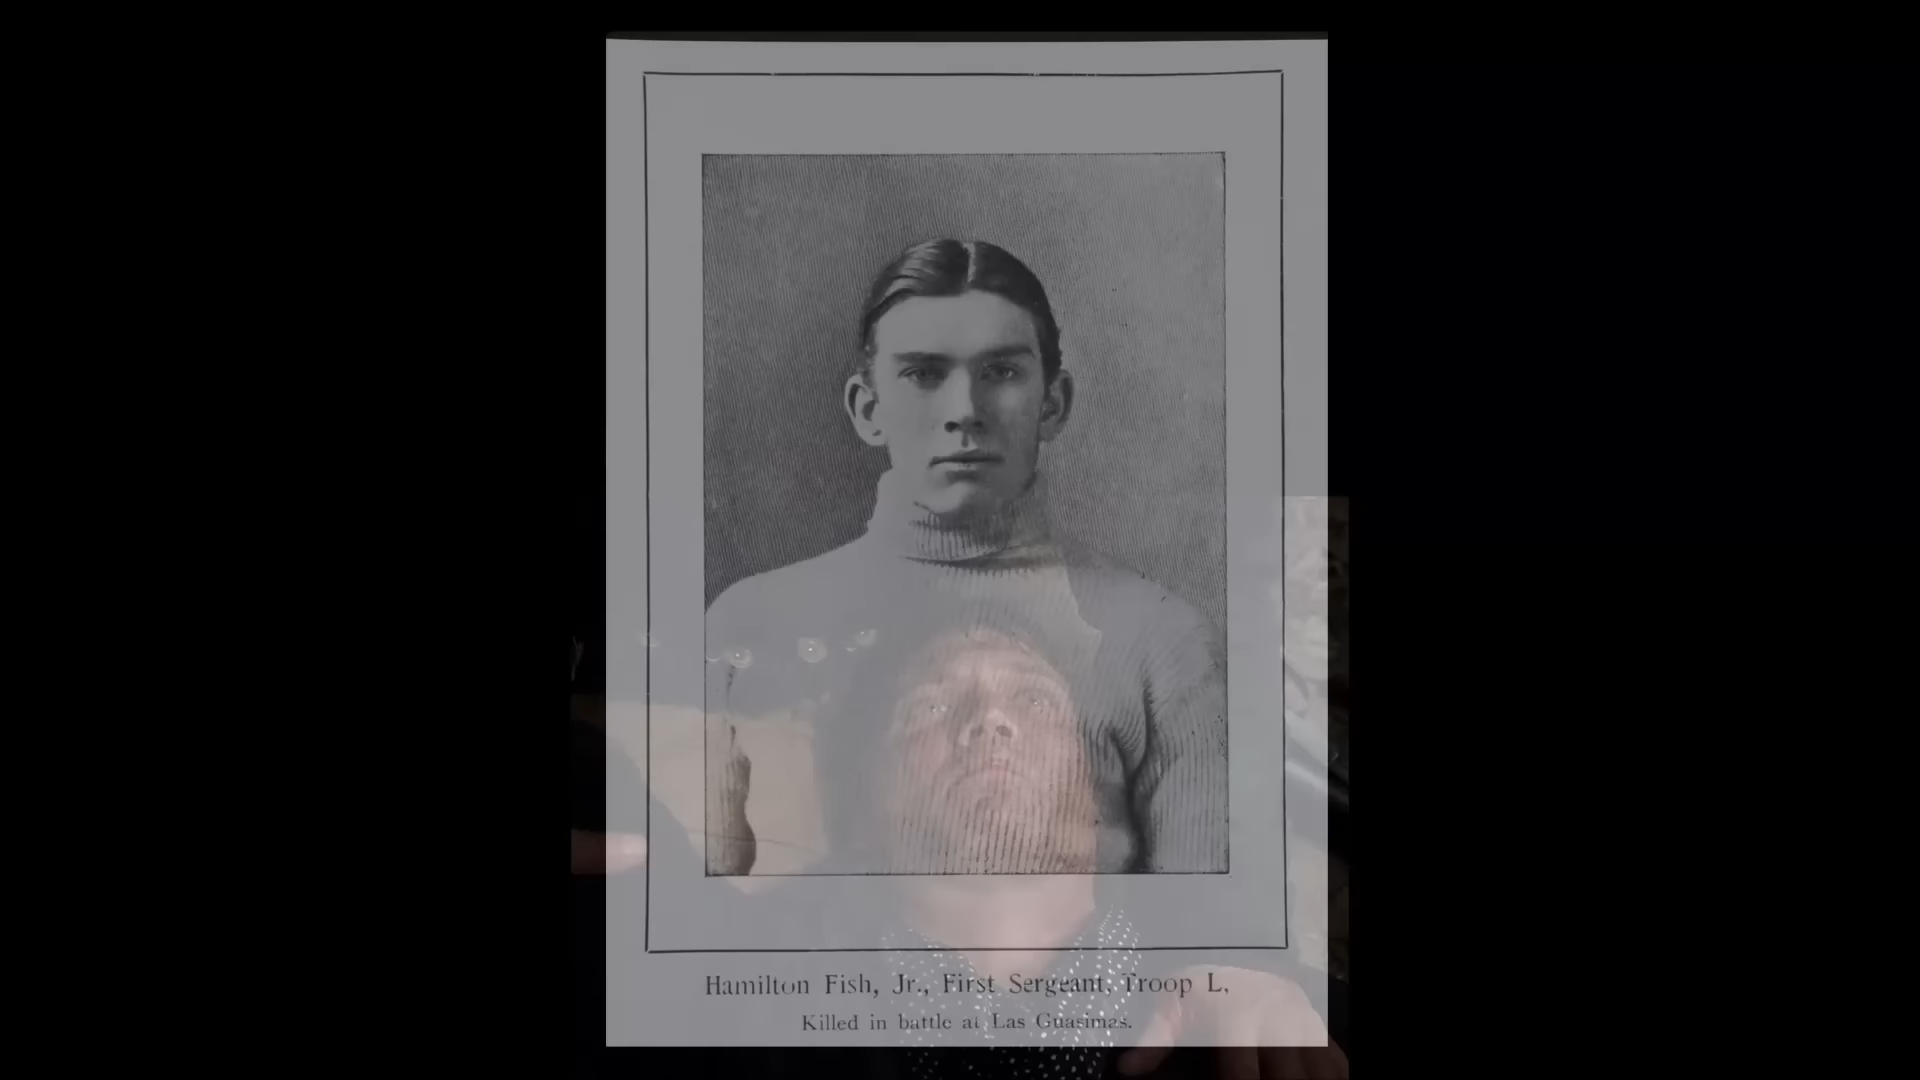 Hamilton Fish, Jr., First Sergeant, Troop L,
Killed in battle at Las Guasimas.